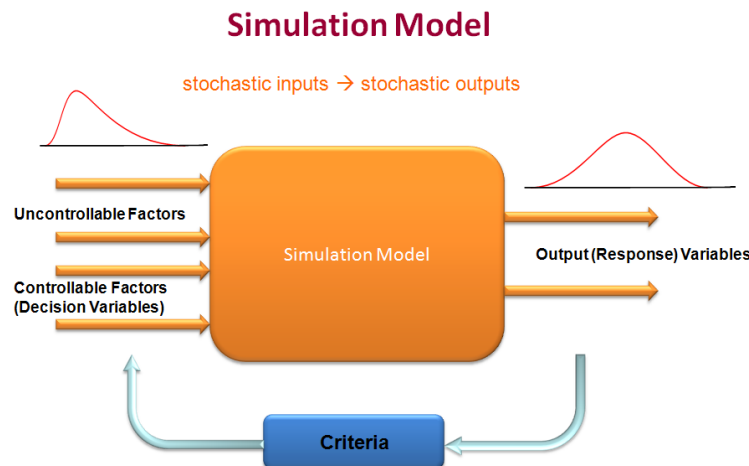 Simulation Model
stochastic inputs → stochastic outputs
Uncontrollable Factors
Simulation Model
Output (Response) Variables
Controllable Factors
(Decision Variables)
Criteria